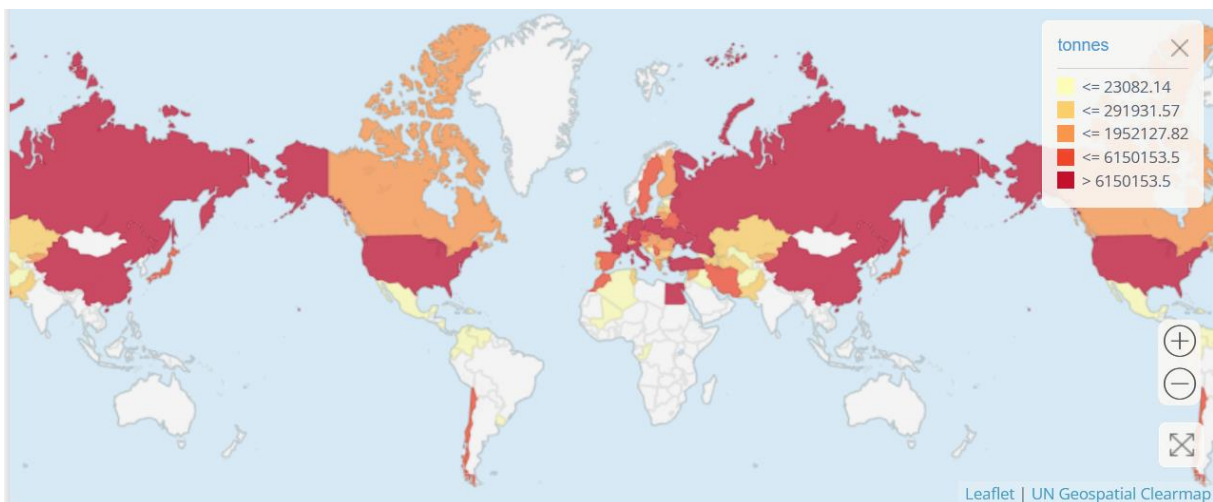 tonnes
<= 23082.14
<= 291931.57
<= 1952127.82
<= 6150153.5
> 6150153.5
Leaflet | UN Geospatial Clearmap